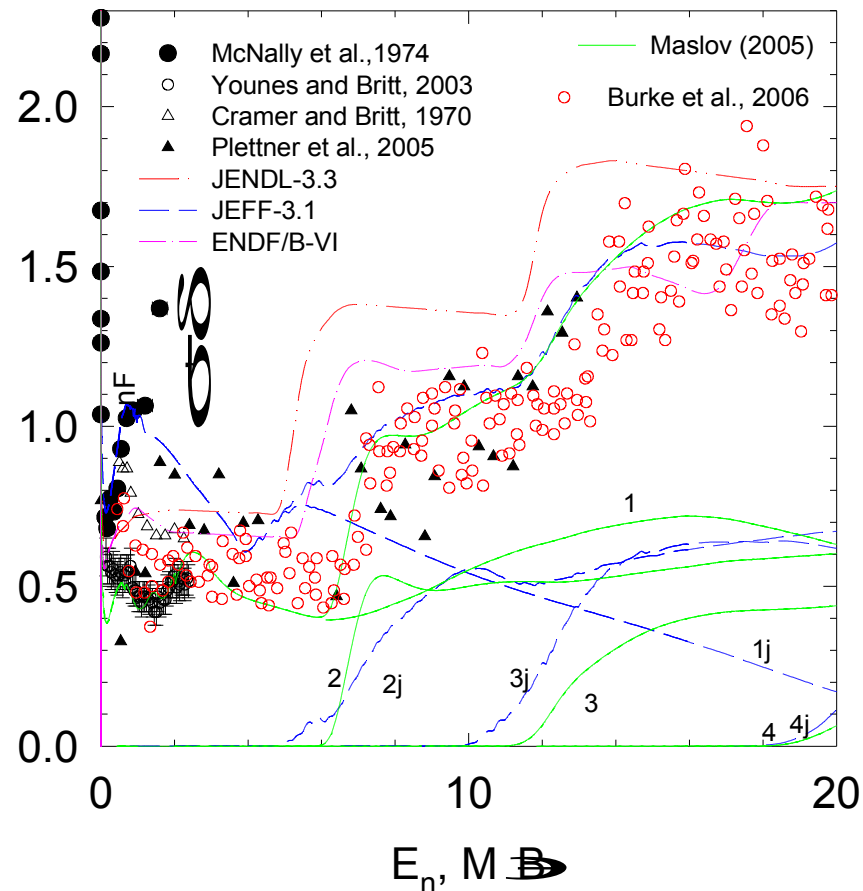 McNally et al.,1974
Younes and Britt, 2003
Cramer and Britt, 1970
Plettner et al., 2005
JENDL-3.3
JEFF-3.1
ENDF/B-VI
Maslov (2005)
Burke et al., 2006
2.0
1.5
1.0
0.5
0.0
nF
1
2
2j
3j
3
1j
4
4j
0
10
20
E_n, M